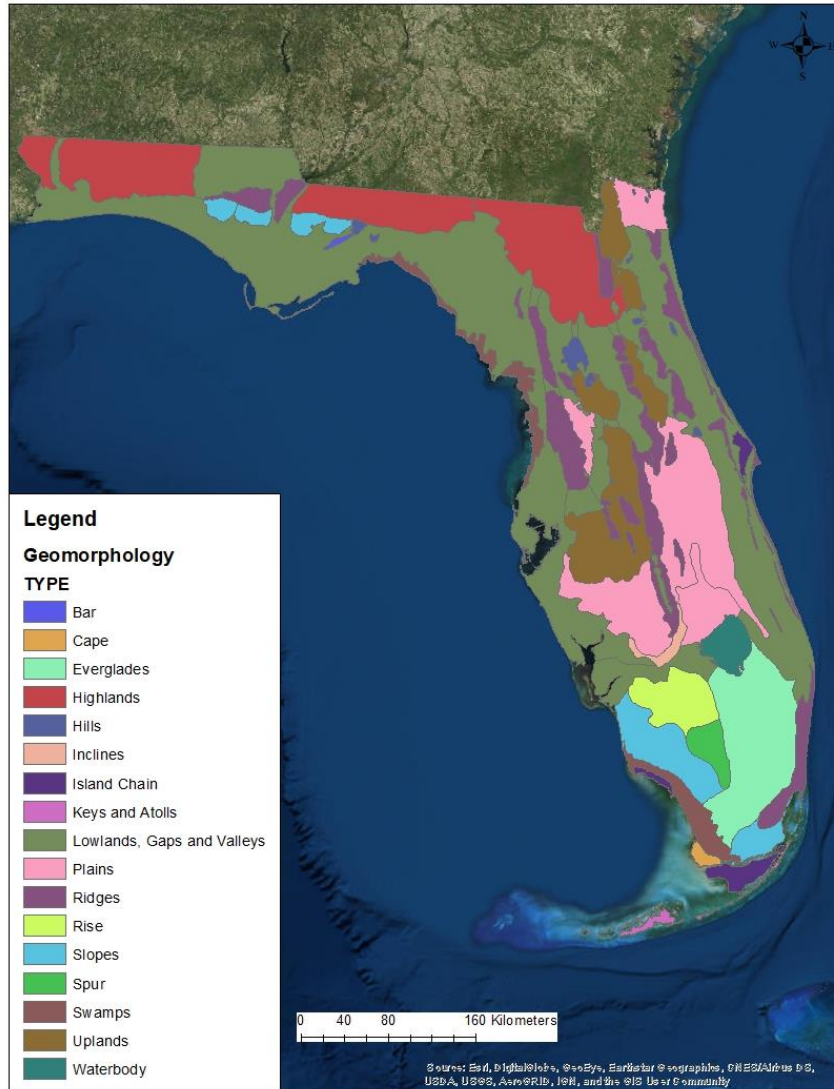 N
W E
S
Legend
Geomorphology
TYPE
Bar
Cape
Everglades
Highlands
Hills
Inclines
Island Chain
Keys and Atolls
Lowlands, Gaps and Valleys
Plains
Ridges
Rise
Slopes
Spur
Swamps
Uplands
Waterbody
0 40 80 160 Kilometers
Source: Esri, DigitalGlobe, GeoEye, Earthstar Geographics, CNES/Airbus DS,
USDA, USGS, AeroGRID, IGN, and the GIS User Community